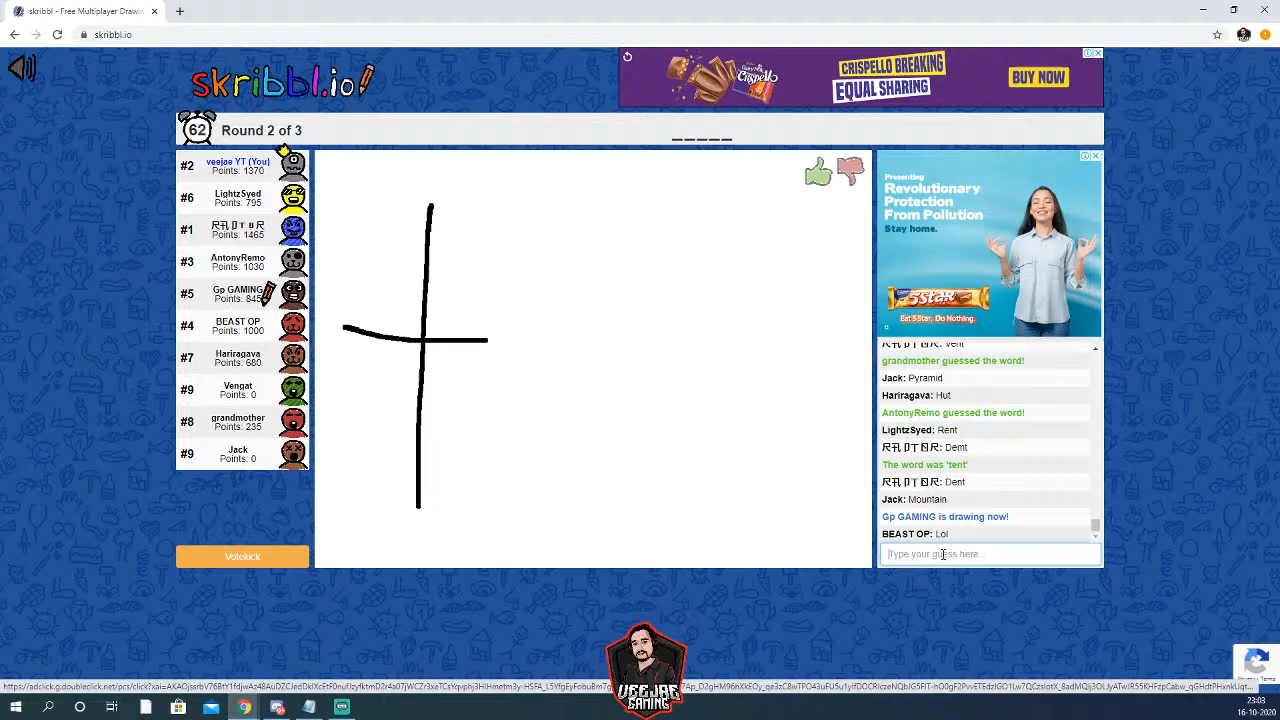 skribbl - Free Multiplayer Drawin
skribbl.io
skribbl.io
Crispello
CRISPELLO BREAKING
EQUAL SHARING
BUY NOW
62
Round 2 of 3
_ _ _ _ _
#2 veejae YT (You)
Points: 1370
#6 LightzSyed
Points: 795
#1
Points: 1465
#3 AntonyRemo
Points: 1030
#5 Gp GAMING
Points: 845
#4 BEAST OP
Points: 1000
#7 Hariragava
Points: 680
#9 Vengat
Points: 0
#8 grandmother
Points: 235
#9 Jack
Points: 0
Votekick
Presenting
Revolutionary
Protection
From Pollution
Stay home.
5STAR
Eat 5Star. Do Nothing.
Vent
grandmother guessed the word!
Jack: Pyramid
Hariragava: Hut
AntonyRemo guessed the word!
LightzSyed: Rent
Demt
The word was 'tent'
Dent
Jack: Mountain
Gp GAMING is drawing now!
BEAST OP: Lol
Type your guess here...
VEEJAE
GAMING
23:03
16-10-2020